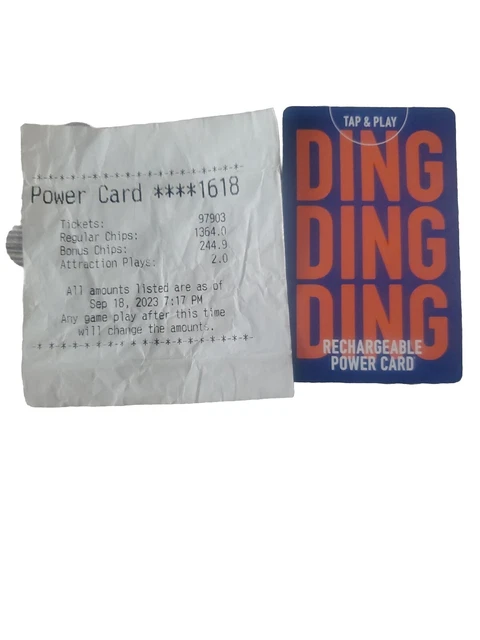 -*-*-*-*-*-*-*-*-*-*-*-*-*-*-*-*-
Power Card ****1618
Tickets: 97903
Regular Chips: 1364.0
Bonus Chips: 244.9
Attraction Plays: 2.0
All amounts listed are as of
Sep 18, 2023 7:17 PM
Any game play after this time
will change the amounts.
-*-*-*-*-*-*-*-*-*-*-*-*-*-*-*-*-
TAP & PLAY
DING
DING
DING
RECHARGEABLE
POWER CARD